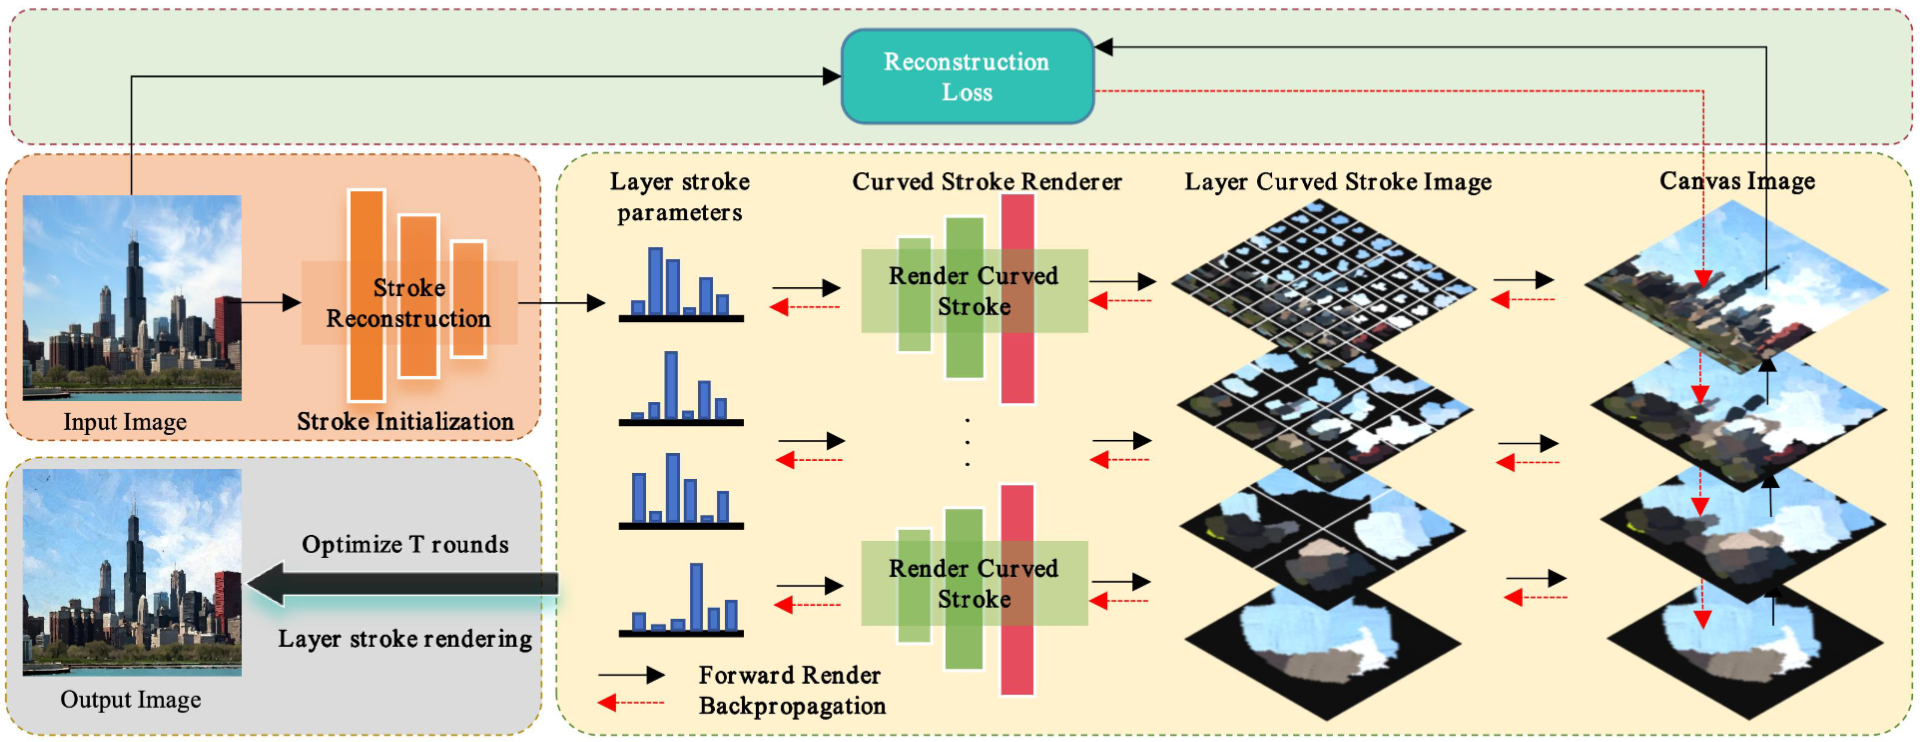 Reconstruction
Loss
Layer stroke
parameters
Curved Stroke Renderer
Layer Curved Stroke Image
Canvas Image
Stroke
Reconstruction
Render Curved
Stroke
Input Image
Stroke Initialization
Optimize T rounds
Layer stroke rendering
Output Image
Render Curved
Stroke
Forward Render
Backpropagation